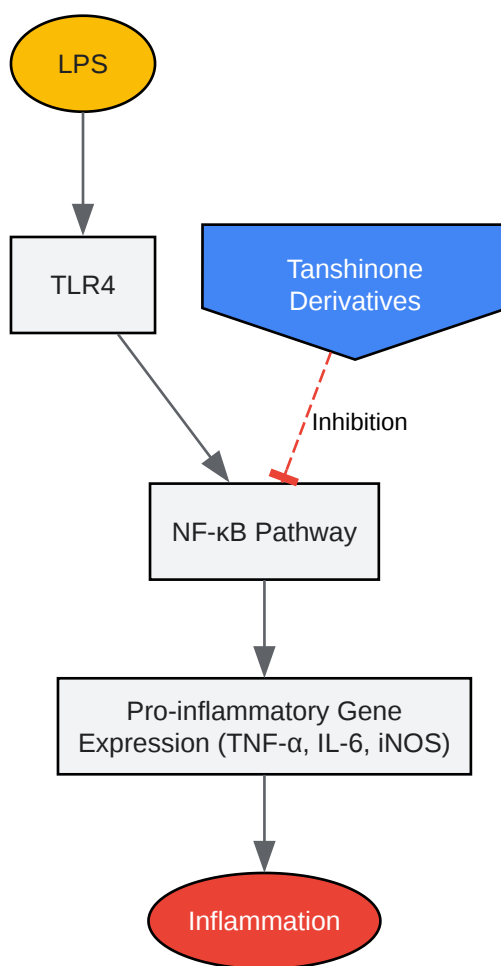 LPS
TLR4
Tanshinone
Derivatives
Inhibition
NF-κB Pathway
Pro-inflammatory Gene
Expression (TNF-α, IL-6, iNOS)
Inflammation